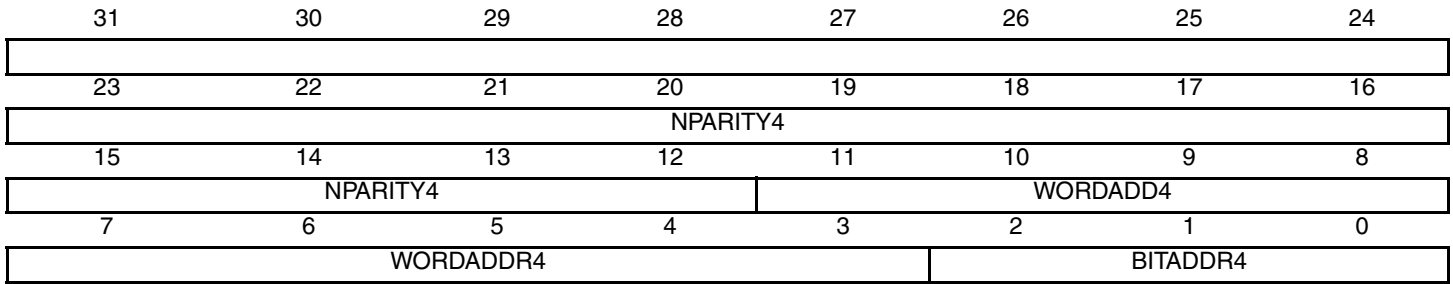 31 30 29 28 27 26 25 24
23 22 21 20 19 18 17 16
NPARITY4
15 14 13 12 11 10 9 8
NPARITY4 WORDADD4
7 6 5 4 3 2 1 0
WORDADDR4 BITADDR4